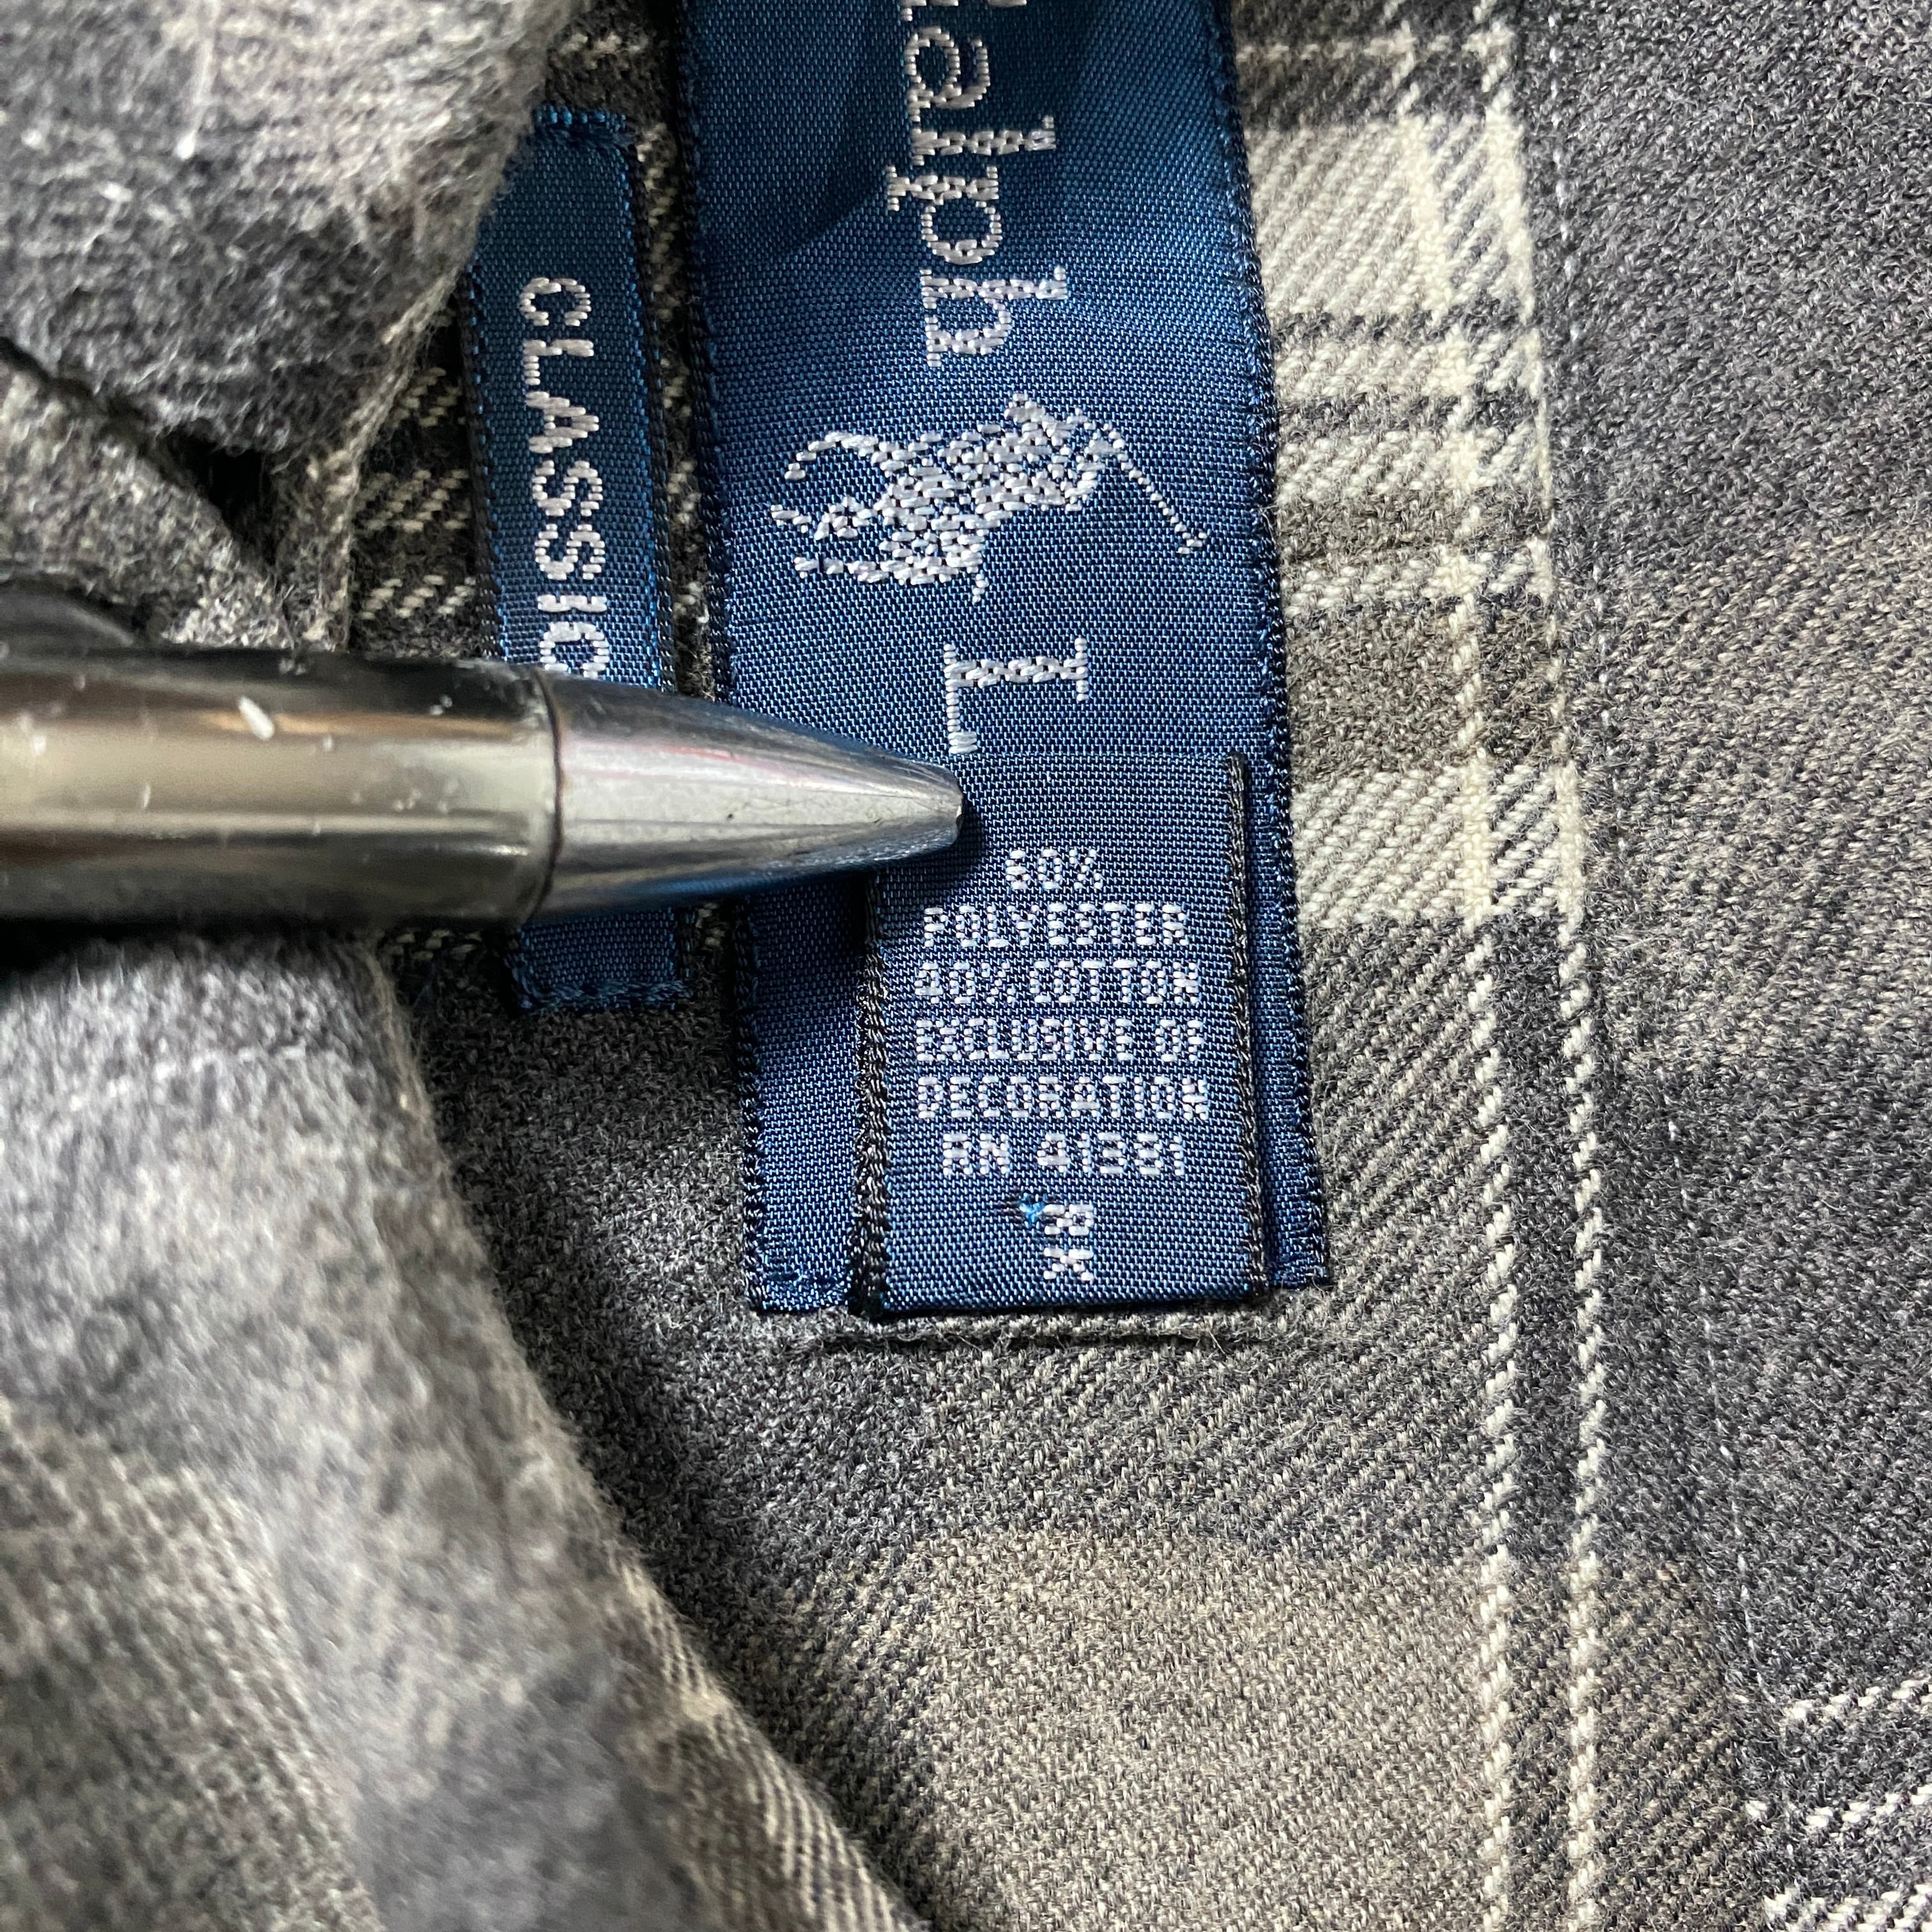 CLASSIC
Ralph L
60%
POLYESTER
40% COTTON
EXCLUSIVE OF
DECORATION
RN 41381